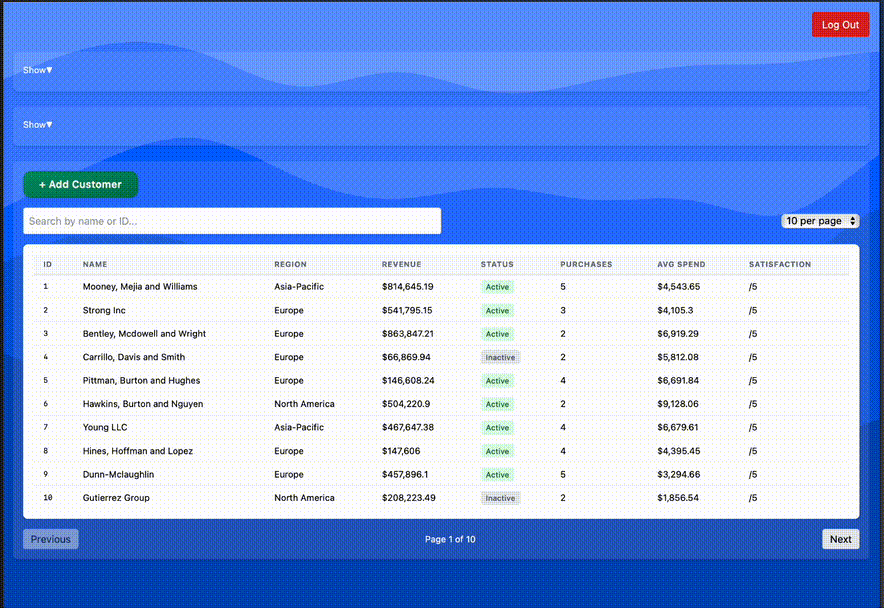 Log Out
Show▼
Show▼
+ Add Customer
Search by name or ID...
10 per page
ID NAME REGION REVENUE STATUS PURCHASES AVG SPEND SATISFACTION
1 Mooney, Mejia and Williams Asia-Pacific $814,645.19 Active 5 $4,543.65 /5
2 Strong Inc Europe $541,795.15 Active 3 $4,105.3 /5
3 Bentley, Mcdowell and Wright Europe $863,847.21 Active 2 $6,919.29 /5
4 Carrillo, Davis and Smith Europe $66,869.94 Inactive 2 $5,812.08 /5
5 Pittman, Burton and Hughes Europe $146,608.24 Active 4 $6,691.84 /5
6 Hawkins, Burton and Nguyen North America $504,220.9 Active 2 $9,128.06 /5
7 Young LLC Asia-Pacific $467,647.38 Active 4 $6,679.61 /5
8 Hines, Hoffman and Lopez Europe $147,606 Active 4 $4,395.45 /5
9 Dunn-Mclaughlin Europe $457,896.1 Active 5 $3,294.66 /5
10 Gutierrez Group North America $208,223.49 Inactive 2 $1,856.54 /5
Previous Page 1 of 10 Next